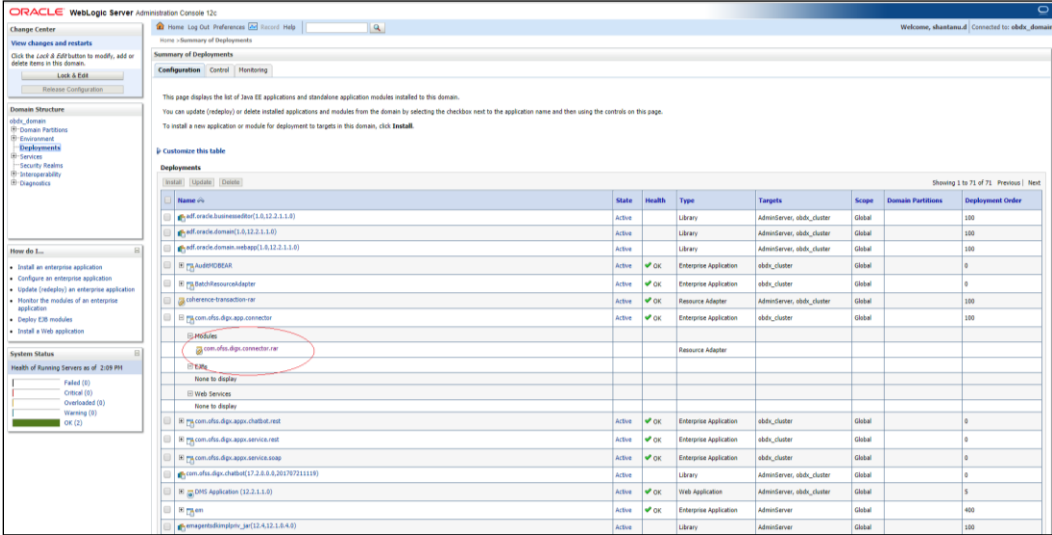 ORACLE WebLogic Server Administration Console 12c
Change Center
View changes and restarts
Click the Lock & Edit button to modify, add or
delete items in this domain.
Lock & Edit
Release Configuration
Domain Structure
obdx_domain
Domain Partitions
Environment
Deployments
Services
Security Realms
Interoperability
Diagnostics
How do I...
Install an enterprise application
Configure an enterprise application
Update (redeploy) an enterprise application
Monitor the modules of an enterprise
application
Deploy EJB modules
Install a Web application
System Status
Health of Running Servers as of 2:09 PM
Failed (0)
Critical (0)
Overloaded (0)
Warning (0)
OK (2)
Home Log Out Preferences Record Help
Welcome, shantanu.d Connected to: obdx_domain
Home >Summary of Deployments
Summary of Deployments
Configuration Control Monitoring
This page displays the list of Java EE applications and standalone application modules installed to this domain.
You can update (redeploy) or delete installed applications and modules from the domain by selecting the checkbox next to the application name and then using the controls on this page.
To install a new application or module for deployment to targets in this domain, click Install.
Customize this table
Deployments
Install Update Delete Showing 1 to 71 of 71 Previous | Next
Name State Health Type Targets Scope Domain Partitions Deployment Order
adf.oracle.businesseditor(1.0,12.2.1.1.0) Active Library AdminServer, obdx_cluster Global 100
adf.oracle.domain(1.0,12.2.1.1.0) Active Library AdminServer, obdx_cluster Global 100
adf.oracle.domain.webapp(1.0,12.2.1.1.0) Active Library AdminServer, obdx_cluster Global 100
AuditMDBEAR Active OK Enterprise Application obdx_cluster Global 0
BatchResourceAdapter Active OK Enterprise Application obdx_cluster Global 0
coherence-transaction-rar Active OK Resource Adapter AdminServer, obdx_cluster Global 100
com.ofss.digx.app.connector Active OK Enterprise Application obdx_cluster Global 0
Modules
com.ofss.digx.connector.rar Resource Adapter
EJBs
None to display
Web Services
None to display
com.ofss.digx.appx.chatbot.rest Active OK Enterprise Application obdx_cluster Global 0
com.ofss.digx.appx.service.rest Active OK Enterprise Application obdx_cluster Global 0
com.ofss.digx.appx.service.soap Active OK Enterprise Application obdx_cluster Global 0
com.ofss.digx.chatbot(17.2.0.0.0,201707211119) Active Library AdminServer, obdx_cluster Global 100
DMS Application (12.2.1.1.0) Active OK Web Application AdminServer, obdx_cluster Global 5
em Active OK Enterprise Application AdminServer Global 400
emagentsdkimplpriv_jar(12.4,12.1.0.4.0) Active Library AdminServer Global 100